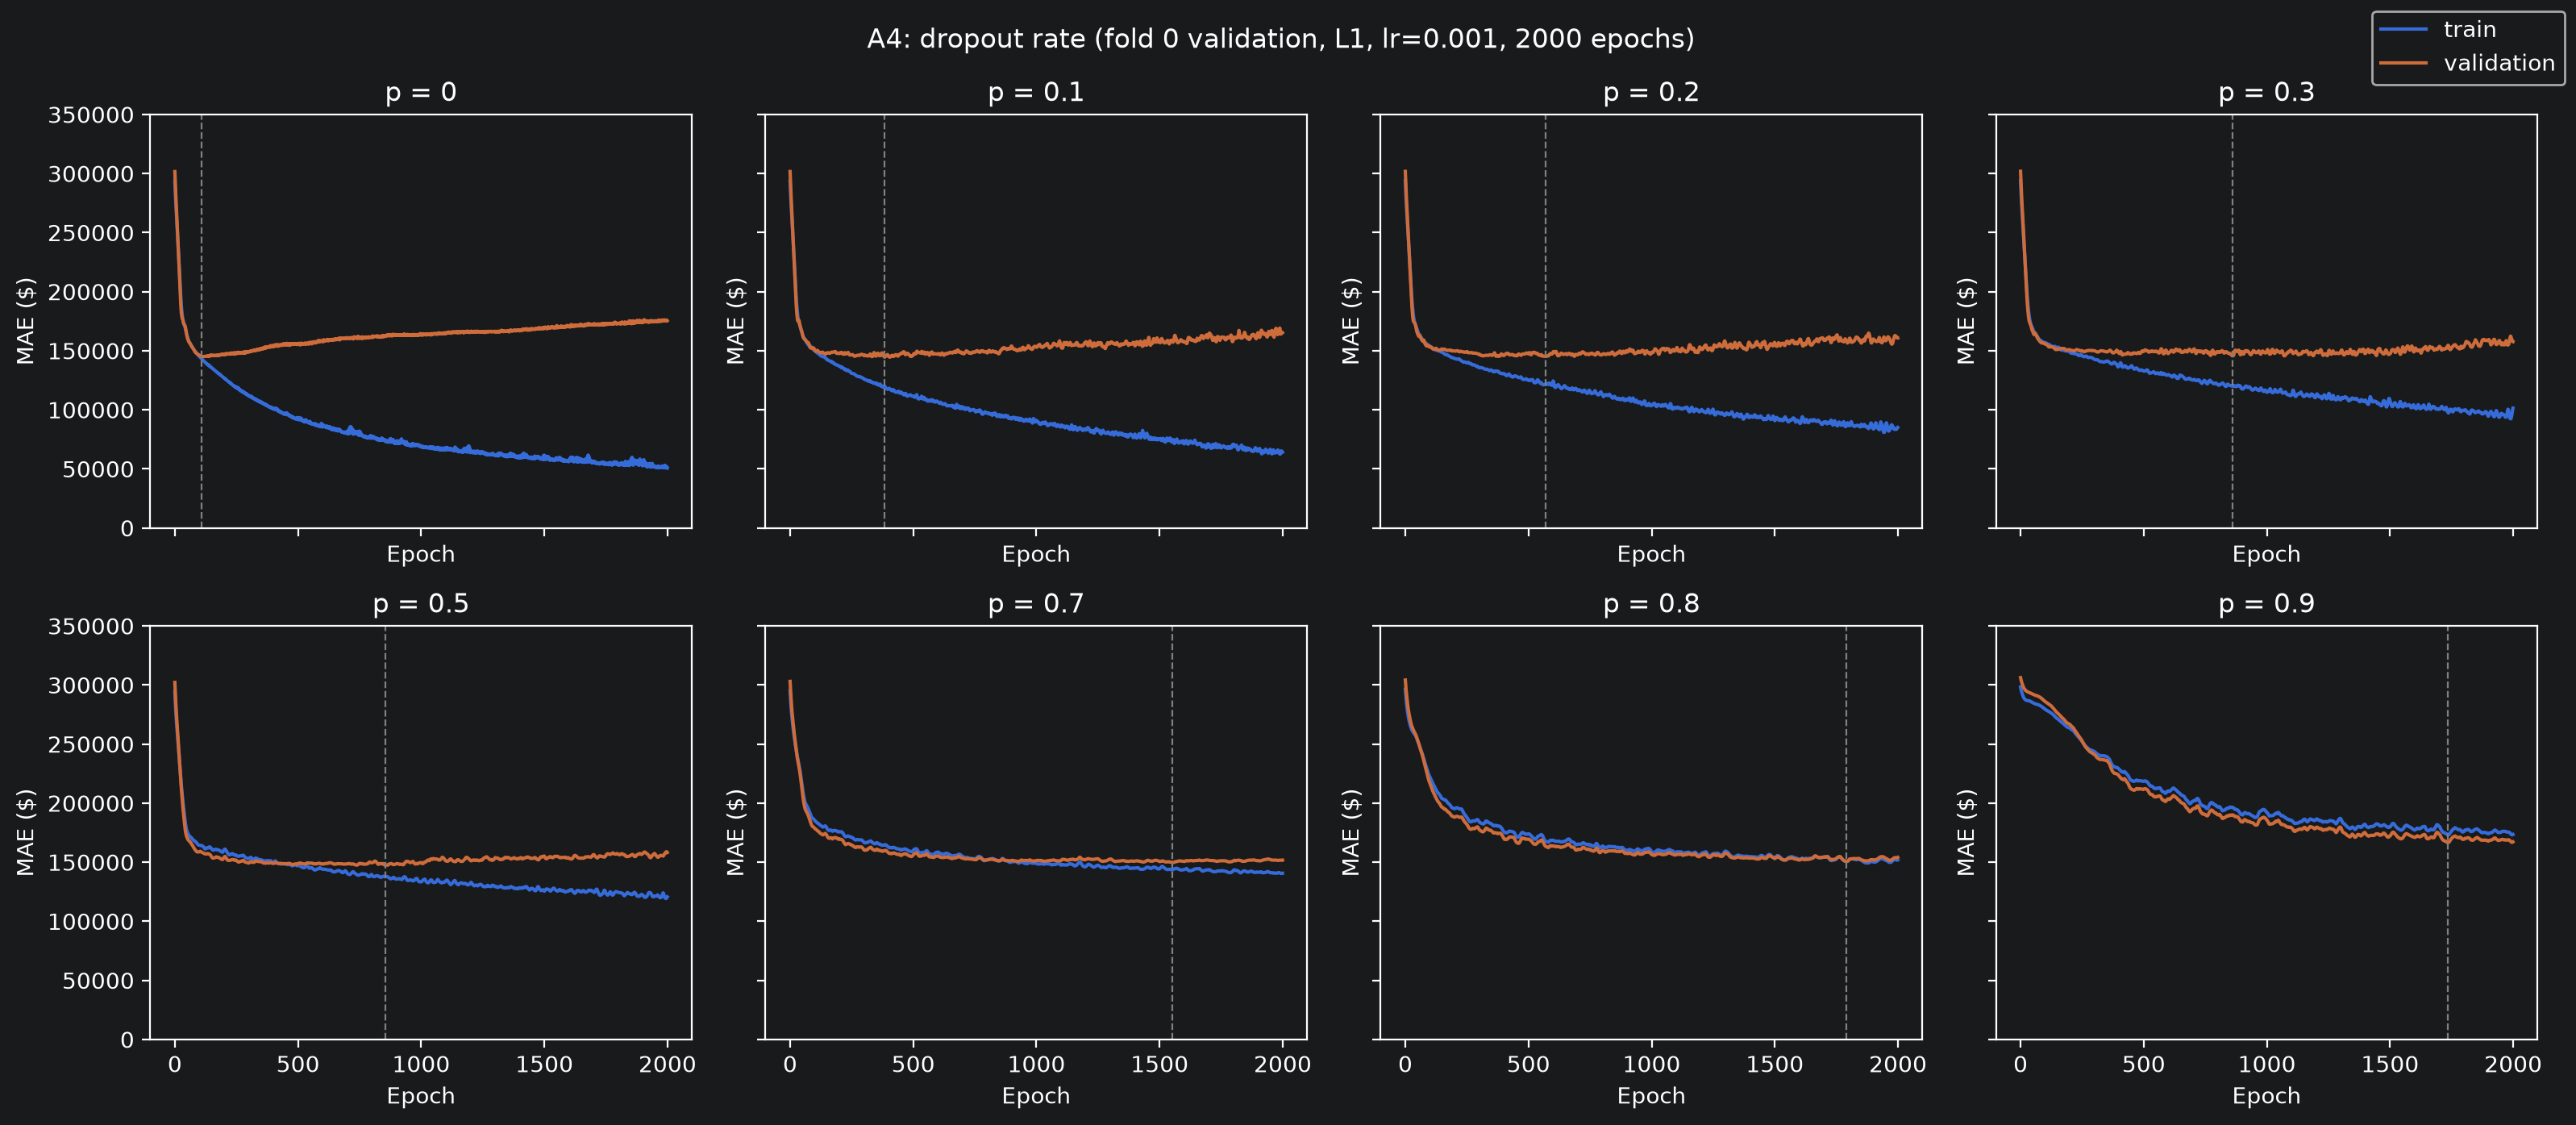 A4: dropout rate (fold 0 validation, L1, lr=0.001, 2000 epochs)
train
validation
p = 0
p = 0.1
p = 0.2
p = 0.3
350000
300000
250000
200000
150000
100000
50000
0
MAE ($)
MAE ($)
MAE ($)
MAE ($)
Epoch
Epoch
Epoch
Epoch
p = 0.5
p = 0.7
p = 0.8
p = 0.9
350000
300000
250000
200000
150000
100000
50000
0
MAE ($)
MAE ($)
MAE ($)
MAE ($)
0 500 1000 1500 2000
0 500 1000 1500 2000
0 500 1000 1500 2000
0 500 1000 1500 2000
Epoch
Epoch
Epoch
Epoch